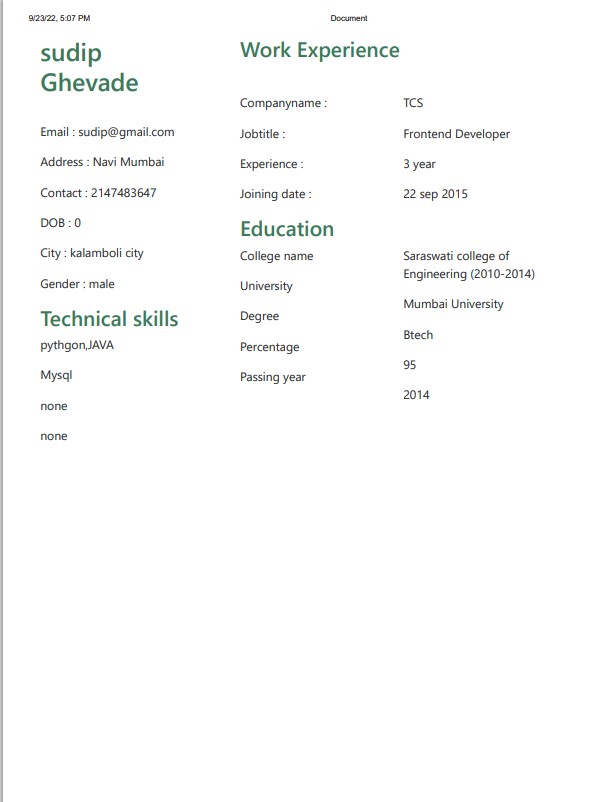 9/23/22, 5:07 PM
Document
sudip
Ghevade
Email : sudip@gmail.com
Address : Navi Mumbai
Contact : 2147483647
DOB : 0
City : kalamboli city
Gender : male
Technical skills
pythgon,JAVA
Mysql
none
none
Work Experience
Companyname : TCS
Jobtitle : Frontend Developer
Experience : 3 year
Joining date : 22 sep 2015
Education
College name
University
Degree
Percentage
Passing year
Saraswati college of
Engineering (2010-2014)
Mumbai University
Btech
95
2014